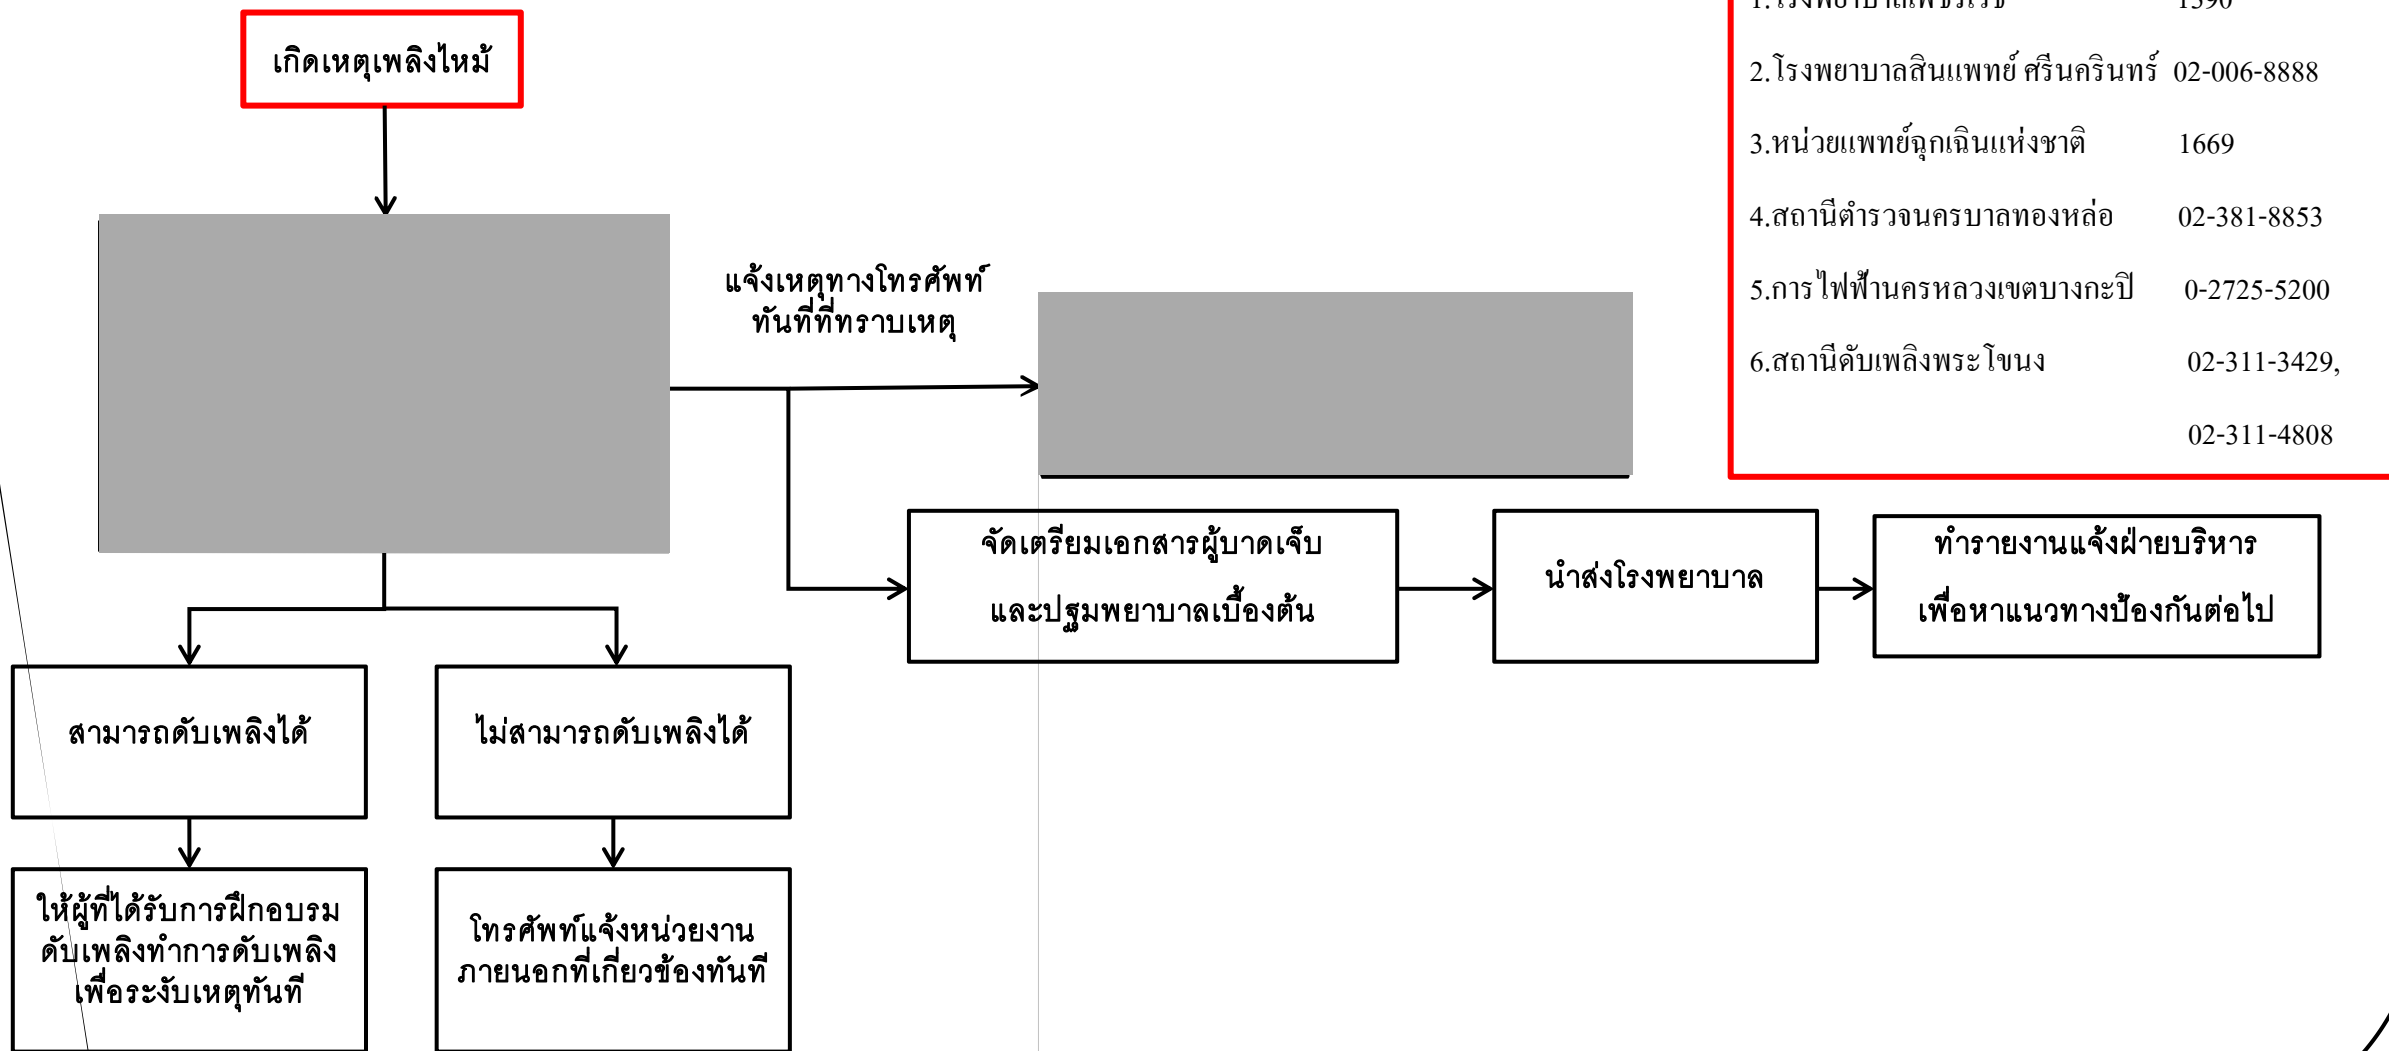 เกิดเหตุเพลิงไหม้
แจ้งเหตุทางโทรศัพท์
ทันที่ที่ทราบเหตุ
2.โรงพยาบาลสินแพทย์ ศรีนครินทร์ 02-006-8888
3.หน่วยแพทย์ฉุกเฉินแห่งชาติ 1669
4.สถานีตำรวจนครบาลทองหล่อ 02-381-8853
5.การไฟฟ้านครหลวงเขตบางกะปิ 0-2725-5200
6.สถานีดับเพลิงพระโขนง 02-311-3429,
02-311-4808
จัดเตรียมเอกสารผู้บาดเจ็บ
และปฐมพยาบาลเบื้องต้น
นำส่งโรงพยาบาล
ทำรายงานแจ้งฝ่ายบริหาร
เพื่อหาแนวทางป้องกันต่อไป
สามารถดับเพลิงได้
ไม่สามารถดับเพลิงได้
ให้ผู้ที่ได้รับการฝึกอบรม
ดับเพลิงทำการดับเพลิง
เพื่อระงับเหตุทันที
โทรศัพท์แจ้งหน่วยงาน
ภายนอกที่เกี่ยวข้องทันที